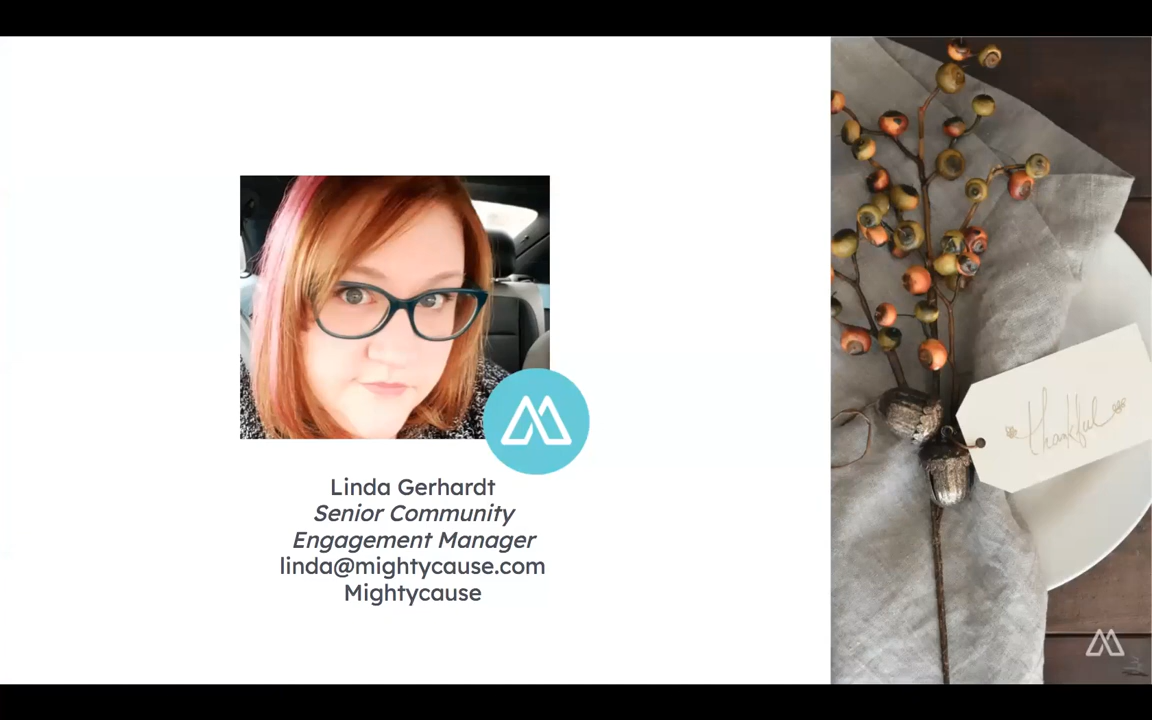 Linda Gerhardt
Senior Community
Engagement Manager
linda@mightycause.com
Mightycause
thankful